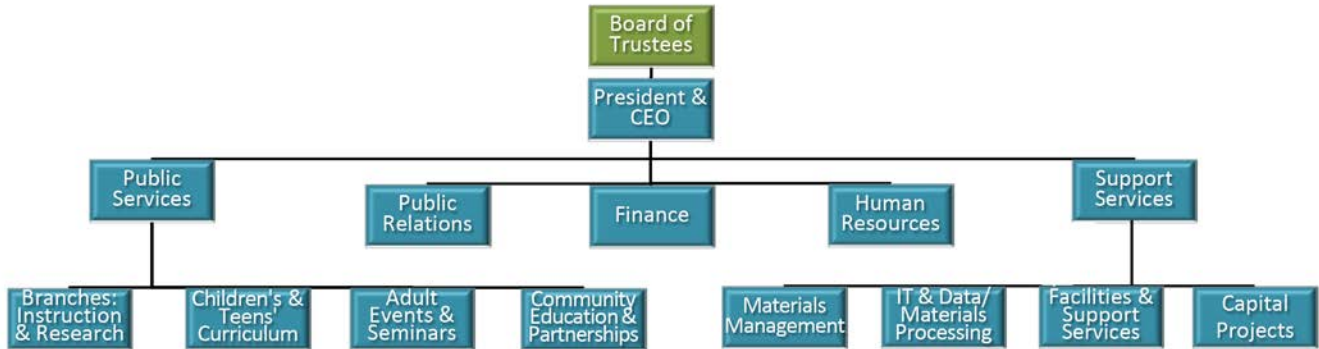 Board of
Trustees
President &
CEO
Public
Services
Public
Relations
Finance
Human
Resources
Support
Services
Branches:
Instruction
& Research
Children's &
Teens'
Curriculum
Adult
Events &
Seminars
Community
Education &
Partnerships
Materials
Management
IT & Data/
Materials
Processing
Facilities &
Support
Services
Capital
Projects